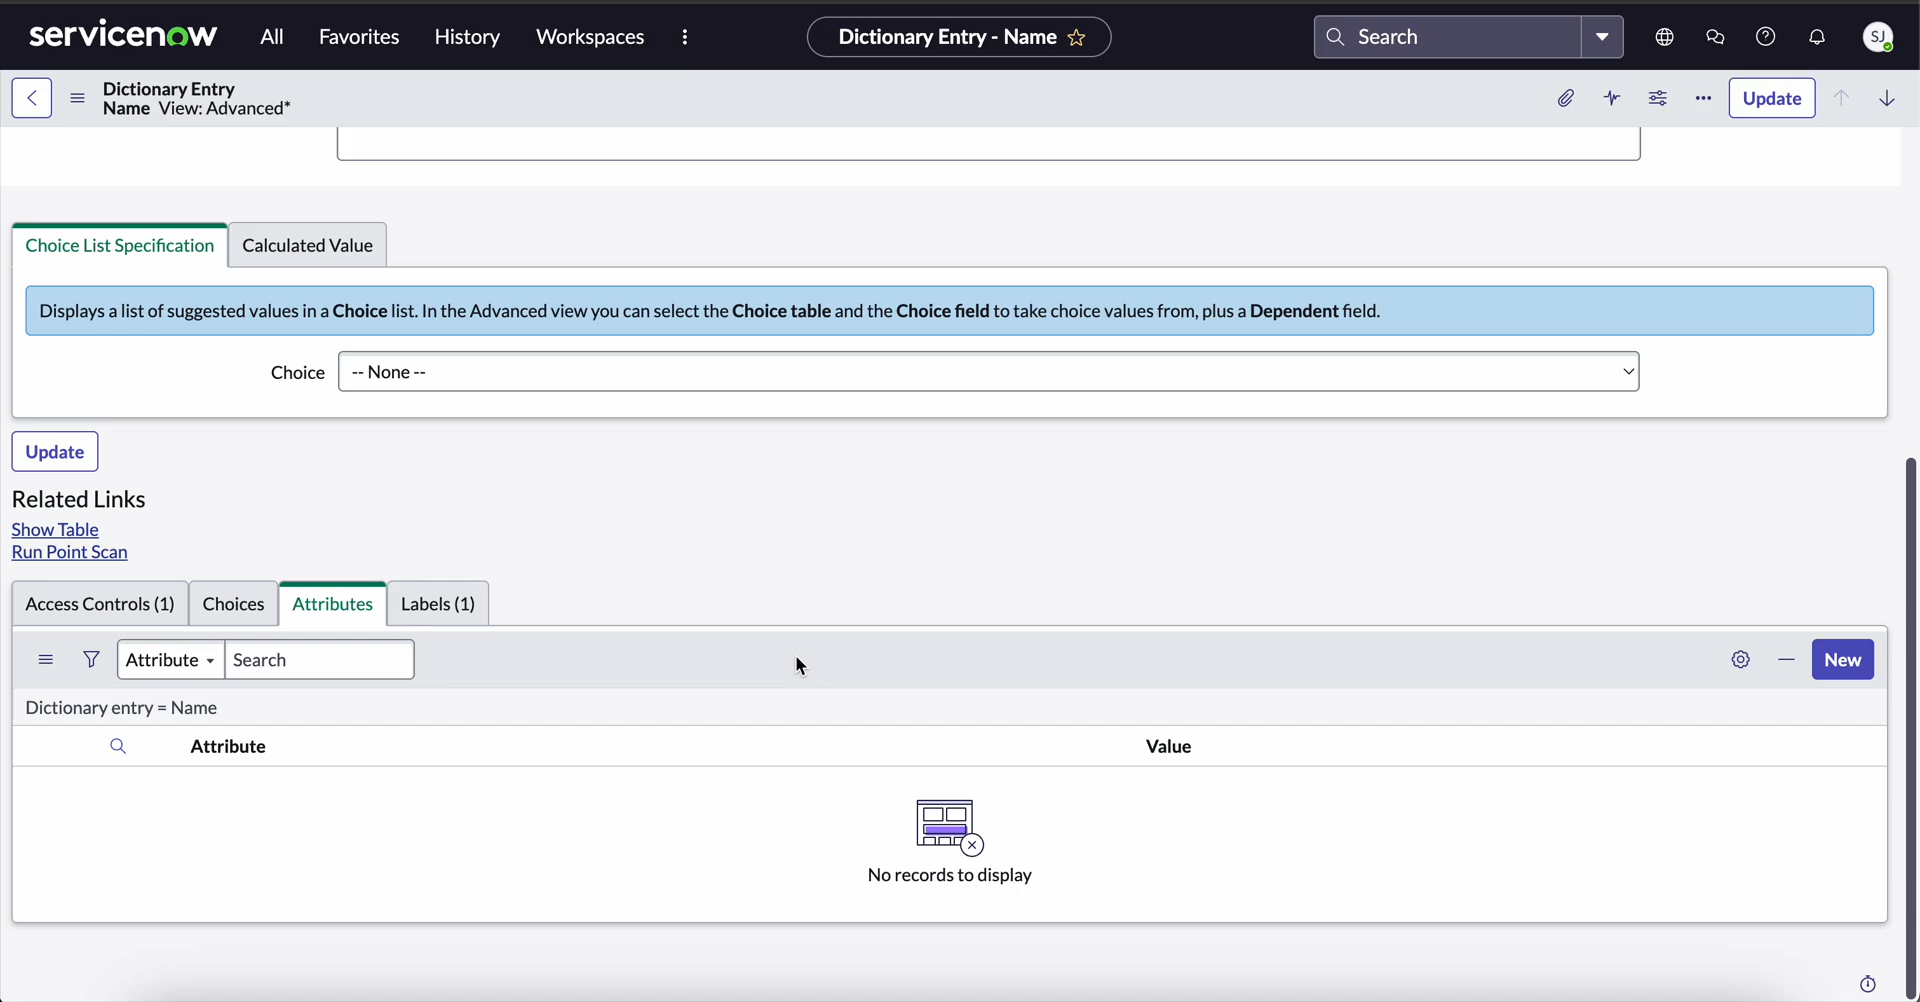 servicenow All Favorites History Workspaces Dictionary Entry - Name Search SJ
Dictionary Entry
Name View: Advanced*
Update
Choice List Specification Calculated Value
Displays a list of suggested values in a Choice list. In the Advanced view you can select the Choice table and the Choice field to take choice values from, plus a Dependent field.
Choice -- None --
Update
Related Links
Show Table
Run Point Scan
Access Controls (1) Choices Attributes Labels (1)
Attribute Search New
Dictionary entry = Name
Attribute Value
No records to display